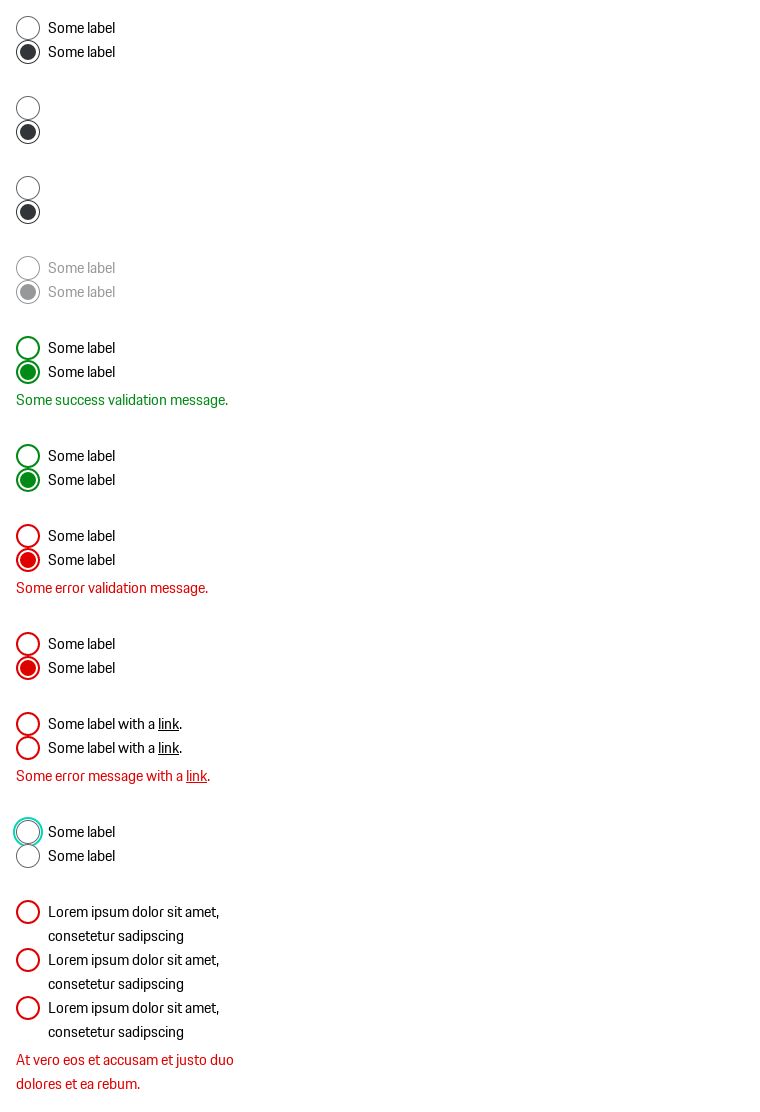 Some label
Some label
Some label
Some label
Some label
Some label
Some success validation message.
Some label
Some label
Some label
Some label
Some error validation message.
Some label
Some label
Some label with a link.
Some label with a link.
Some error message with a link.
Some label
Some label
Lorem ipsum dolor sit amet,
consetetur sadipscing
Lorem ipsum dolor sit amet,
consetetur sadipscing
Lorem ipsum dolor sit amet,
consetetur sadipscing
At vero eos et accusam et justo duo
dolores et ea rebum.